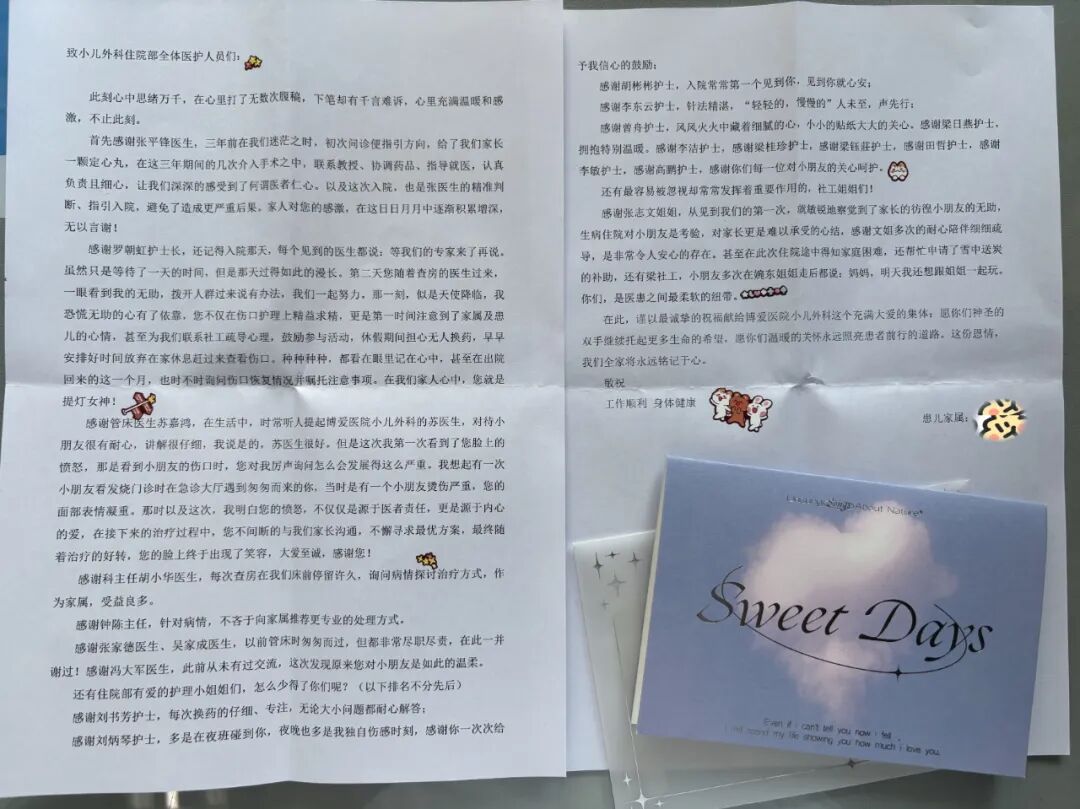 致小儿外科住院部全体医护人员们：
此刻心中思绪万千，在心里打了无数次腹稿，下笔却有千言难诉，心里充满温暖和感
激，不止此刻。
首先感谢张平锋医生，三年前在我们迷茫之时，初次问诊便指引方向，给了我们家长
一颗定心丸，在这三年期间的几次介入手术之中，联系教授、协调药品、指导就医，认真
负责且细心，让我们深深的感受到了何谓医者仁心。以及这次入院，也是张医生的精准判
断、指引入院，避免了造成更严重后果，家人对您的感激，在这日日月月中逐渐积累增深，
无以言谢！
感谢罗朝虹护士长，还记得入院那天，每个见到的医生都说：等我们的专家来了再说。
虽然只是等待了一天的时间，但是那天过得如此的漫长。第二天您随着查房的医生过来，
一眼看到我的无助，拨开人群过来说有办法，我们一起努力，那一刻，似是天使降临，我
恐慌无助的心有了依靠，您不仅在伤口护理上精益求精，更是第一时间注意到了家属及患
儿的心情，甚至为我们联系社工疏导心理，鼓励参与活动，休假期间担心无人换药，早早
安排好时间放弃在家休息赶过来查看伤口。种种种种，都看在眼里记在心中，甚至在出院
回来的这一个月，也时不时询问伤口恢复情况并嘱托注意事项。在我们家人心中，您就是
提灯女神！
感谢管床医生苏嘉鸿，在生活中，时常听人提起博爱医院小儿外科的苏医生，对待小
朋友很有耐心，讲解很仔细，我说是的。苏医生很好。但是这次我第一次看到了您脸上的
愤怒，那是看到小朋友的伤口时，您对我厉声询问怎么会发展得这么严重。我想起有一次
小朋友看发烧门诊时在急诊大厅遇到匆匆而来的你，当时是有一个小朋友烫伤严重，您的
面部表情凝重。那时以及这次，我明白您的愤怒，不仅仅是源于医者责任，更是源于内心
的爱，在接下来的治疗过程中，您不间断的与我们家长沟通，不懈寻求最优方案，最终随
着治疗的好转，您的脸上终于出现了笑容，大爱至诚，感谢您！
感谢科主任胡小华医生，每次查房在我们床前停留许久，询问病情探讨治疗方式，作
为家属，受益良多。
感谢钟陈主任，针对病情，不吝于向家属推荐更专业的处理方式。
感谢张家德医生、吴家成医生，以前管床时匆匆而过，但都非常尽职尽责，在此一并
谢过！感谢冯大军医生，此前从未有过交流，这次发现原来您对小朋友是如此的温柔。
还有住院部有爱的护理小姐姐们，怎么少得了你们呢？（以下排名不分先后）
感谢刘书芳护士，每次换药的仔细、专注，无论大小问题都耐心解答；
感谢刘炳琴护士，多是在夜班碰到你，夜晚也多是我独自伤感时刻，感谢你一次次给
予我信心的鼓励；
感谢胡彬彬护士，入院常常第一个见到你，见到你就心安；
感谢李东云护士，针法精湛，“轻轻的，慢慢的”人未至，声先行；
感谢曾舟护士，风风火火中藏着细腻的心，小小的贴纸大大的关心。感谢梁日燕护士，
拥抱特别温暖。感谢李洁护士，感谢梁桂珍护士，感谢梁钰莊护士，感谢田哲护士，感谢
李敏护士，感谢高鹏护士，感谢你们每一位对小朋友的关心呵护。
还有最容易被忽视却常常发挥着重要作用的，社工姐姐们！
感谢张志文姐姐，从见到我们的第一次，就敏锐地察觉到了家长的彷徨小朋友的无助，
生病住院对小朋友是考验，对家长更是难以承受的心结，感谢文姐多次的耐心陪伴细细疏
导，是非常令人安心的存在。甚至在此次住院途中得知家庭困难，还帮忙申请了雪中送炭
的补助，还有梁社工，小朋友多次在婉东姐姐走后都说：妈妈，明天我还想跟姐姐一起玩。
你们，是医患之间最柔软的纽带。
在此，谨以最诚挚的祝福献给博爱医院小儿外科这个充满大爱的集体：愿你们神圣的
双手继续托起更多生命的希望，愿你们温暖的关怀永远照亮患者前行的道路。这份恩情，
我们全家将永远铭记于心。
敬祝
工作顺利 身体健康
患儿家属：
About Nature
Sweet Days
Even if i can't tell you now i fell
I will spend my life showing you how much i love you.